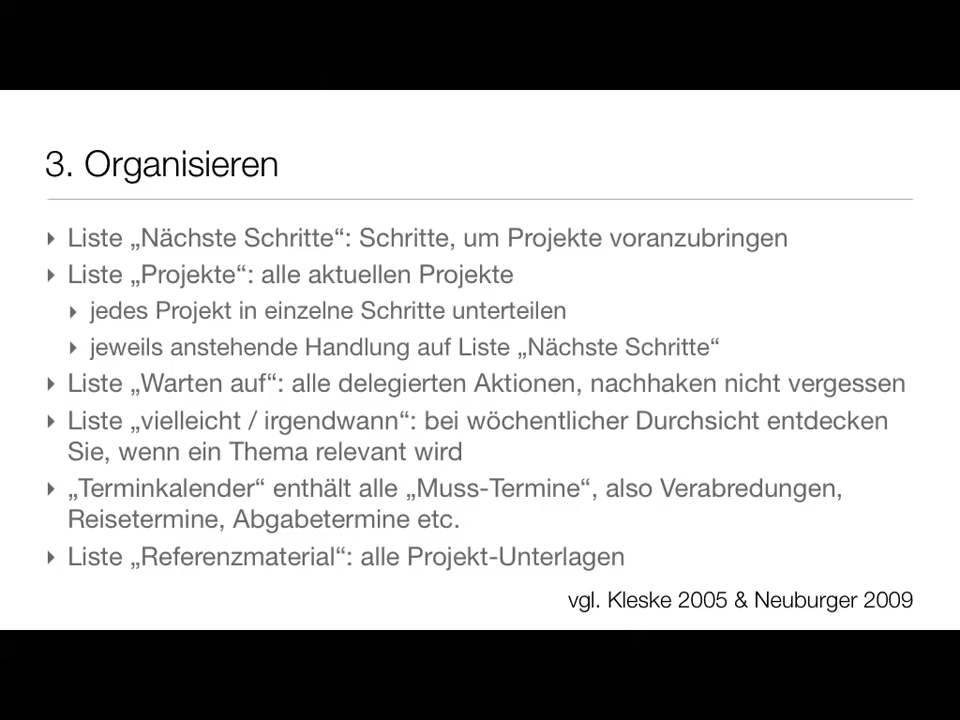 3. Organisieren
‣ Liste „Nächste Schritte“: Schritte, um Projekte voranzubringen
‣ Liste „Projekte“: alle aktuellen Projekte
‣ jedes Projekt in einzelne Schritte unterteilen
‣ jeweils anstehende Handlung auf Liste „Nächste Schritte“
‣ Liste „Warten auf“: alle delegierten Aktionen, nachhaken nicht vergessen
‣ Liste „vielleicht / irgendwann“: bei wöchentlicher Durchsicht entdecken
Sie, wenn ein Thema relevant wird
‣ „Terminkalender“ enthält alle „Muss-Termine“, also Verabredungen,
Reisetermine, Abgabetermine etc.
‣ Liste „Referenzmaterial“: alle Projekt-Unterlagen
vgl. Kleske 2005 & Neuburger 2009